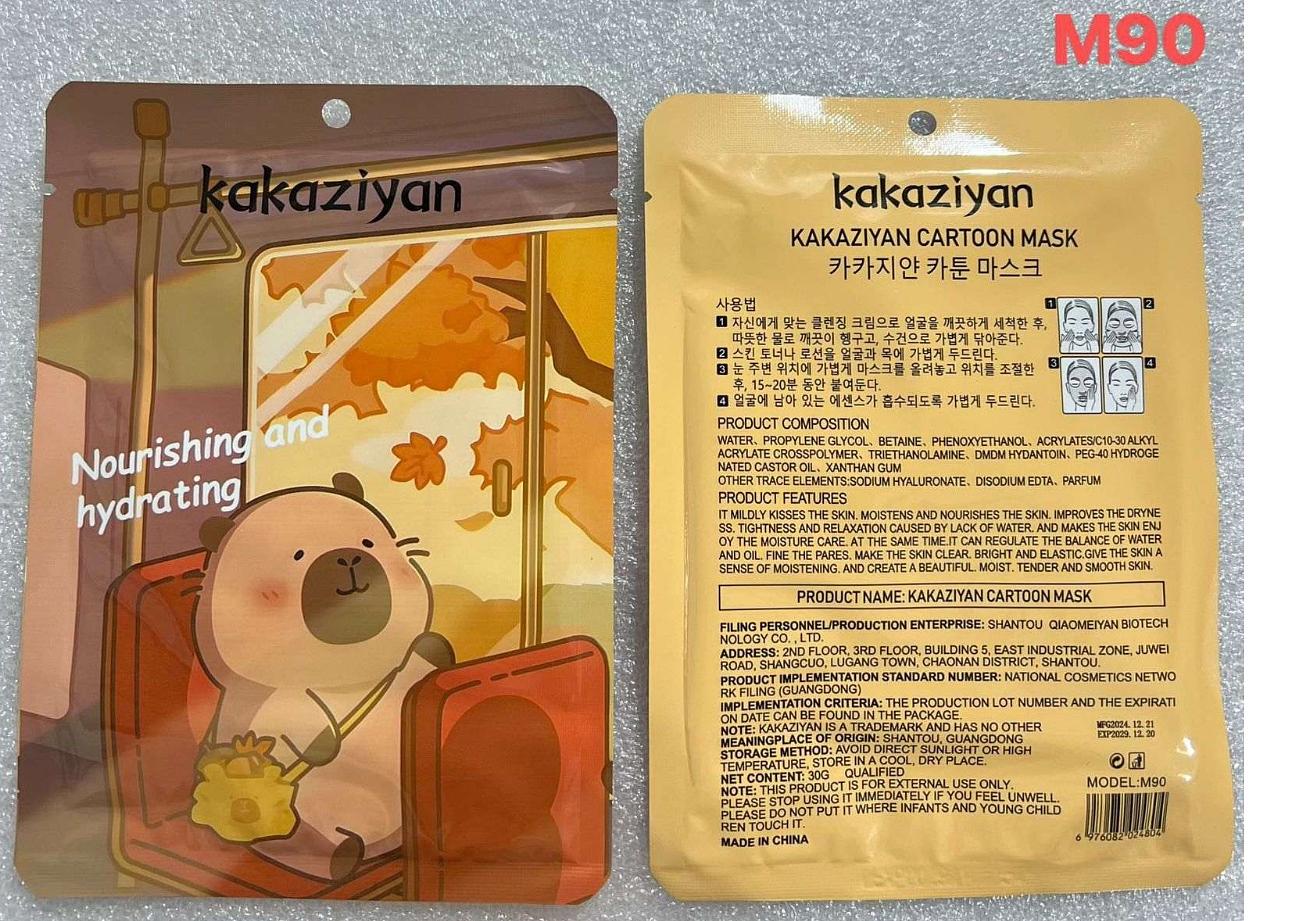 M90
kakaziyan
Nourishing and
hydrating
kakaziyan
KAKAZIYAN CARTOON MASK
카카지얀 카툰 마스크
사용법
1 자신에게 맞는 클렌징 크림으로 얼굴을 깨끗하게 세척한 후,
따뜻한 물로 깨끗이 헹구고, 수건으로 가볍게 닦아준다.
2 스킨 토너나 로션을 얼굴과 목에 가볍게 두드린다.
3 눈 주변 위치에 가볍게 마스크를 올려놓고 위치를 조절한
후, 15~20분 동안 붙여둔다.
4 얼굴에 남아 있는 에센스가 흡수되도록 가볍게 두드린다.
1 2
3 4
PRODUCT COMPOSITION
WATER、PROPYLENE GLYCOL、BETAINE、PHENOXYETHANOL、ACRYLATES/C10-30 ALKYL
ACRYLATE CROSSPOLYMER、TRIETHANOLAMINE、DMDM HYDANTOIN、PEG-40 HYDROGE
NATED CASTOR OIL、XANTHAN GUM
OTHER TRACE ELEMENTS:SODIUM HYALURONATE、DISODIUM EDTA、PARFUM
PRODUCT FEATURES
IT MILDLY KISSES THE SKIN. MOISTENS AND NOURISHES THE SKIN. IMPROVES THE DRYNE
SS. TIGHTNESS AND RELAXATION CAUSED BY LACK OF WATER. AND MAKES THE SKIN ENJ
OY THE MOISTURE CARE. AT THE SAME TIME.IT CAN REGULATE THE BALANCE OF WATER
AND OIL. FINE THE PARES. MAKE THE SKIN CLEAR. BRIGHT AND ELASTIC.GIVE THE SKIN A
SENSE OF MOISTENING. AND CREATE A BEAUTIFUL. MOIST. TENDER AND SMOOTH SKIN.
PRODUCT NAME: KAKAZIYAN CARTOON MASK
FILING PERSONNEL/PRODUCTION ENTERPRISE: SHANTOU QIAOMEIYAN BIOTECH
NOLOGY CO. , LTD.
ADDRESS: 2ND FLOOR, 3RD FLOOR, BUILDING 5, EAST INDUSTRIAL ZONE, JUWEI
ROAD, SHANGCUO, LUGANG TOWN, CHAONAN DISTRICT, SHANTOU.
PRODUCT IMPLEMENTATION STANDARD NUMBER: NATIONAL COSMETICS NETWO
RK FILING (GUANGDONG)
IMPLEMENTATION CRITERIA: THE PRODUCTION LOT NUMBER AND THE EXPIRATI
ON DATE CAN BE FOUND IN THE PACKAGE.
NOTE: KAKAZIYAN IS A TRADEMARK AND HAS NO OTHER
MEANINGPLACE OF ORIGIN: SHANTOU, GUANGDONG
STORAGE METHOD: AVOID DIRECT SUNLIGHT OR HIGH
TEMPERATURE, STORE IN A COOL, DRY PLACE.
NET CONTENT: 30G QUALIFIED
NOTE: THIS PRODUCT IS FOR EXTERNAL USE ONLY.
PLEASE STOP USING IT IMMEDIATELY IF YOU FEEL UNWELL.
PLEASE DO NOT PUT IT WHERE INFANTS AND YOUNG CHILD
REN TOUCH IT.
MADE IN CHINA
MFG2024. 12. 21
EXP2029. 12. 20
MODEL:M90
6 976082 024804